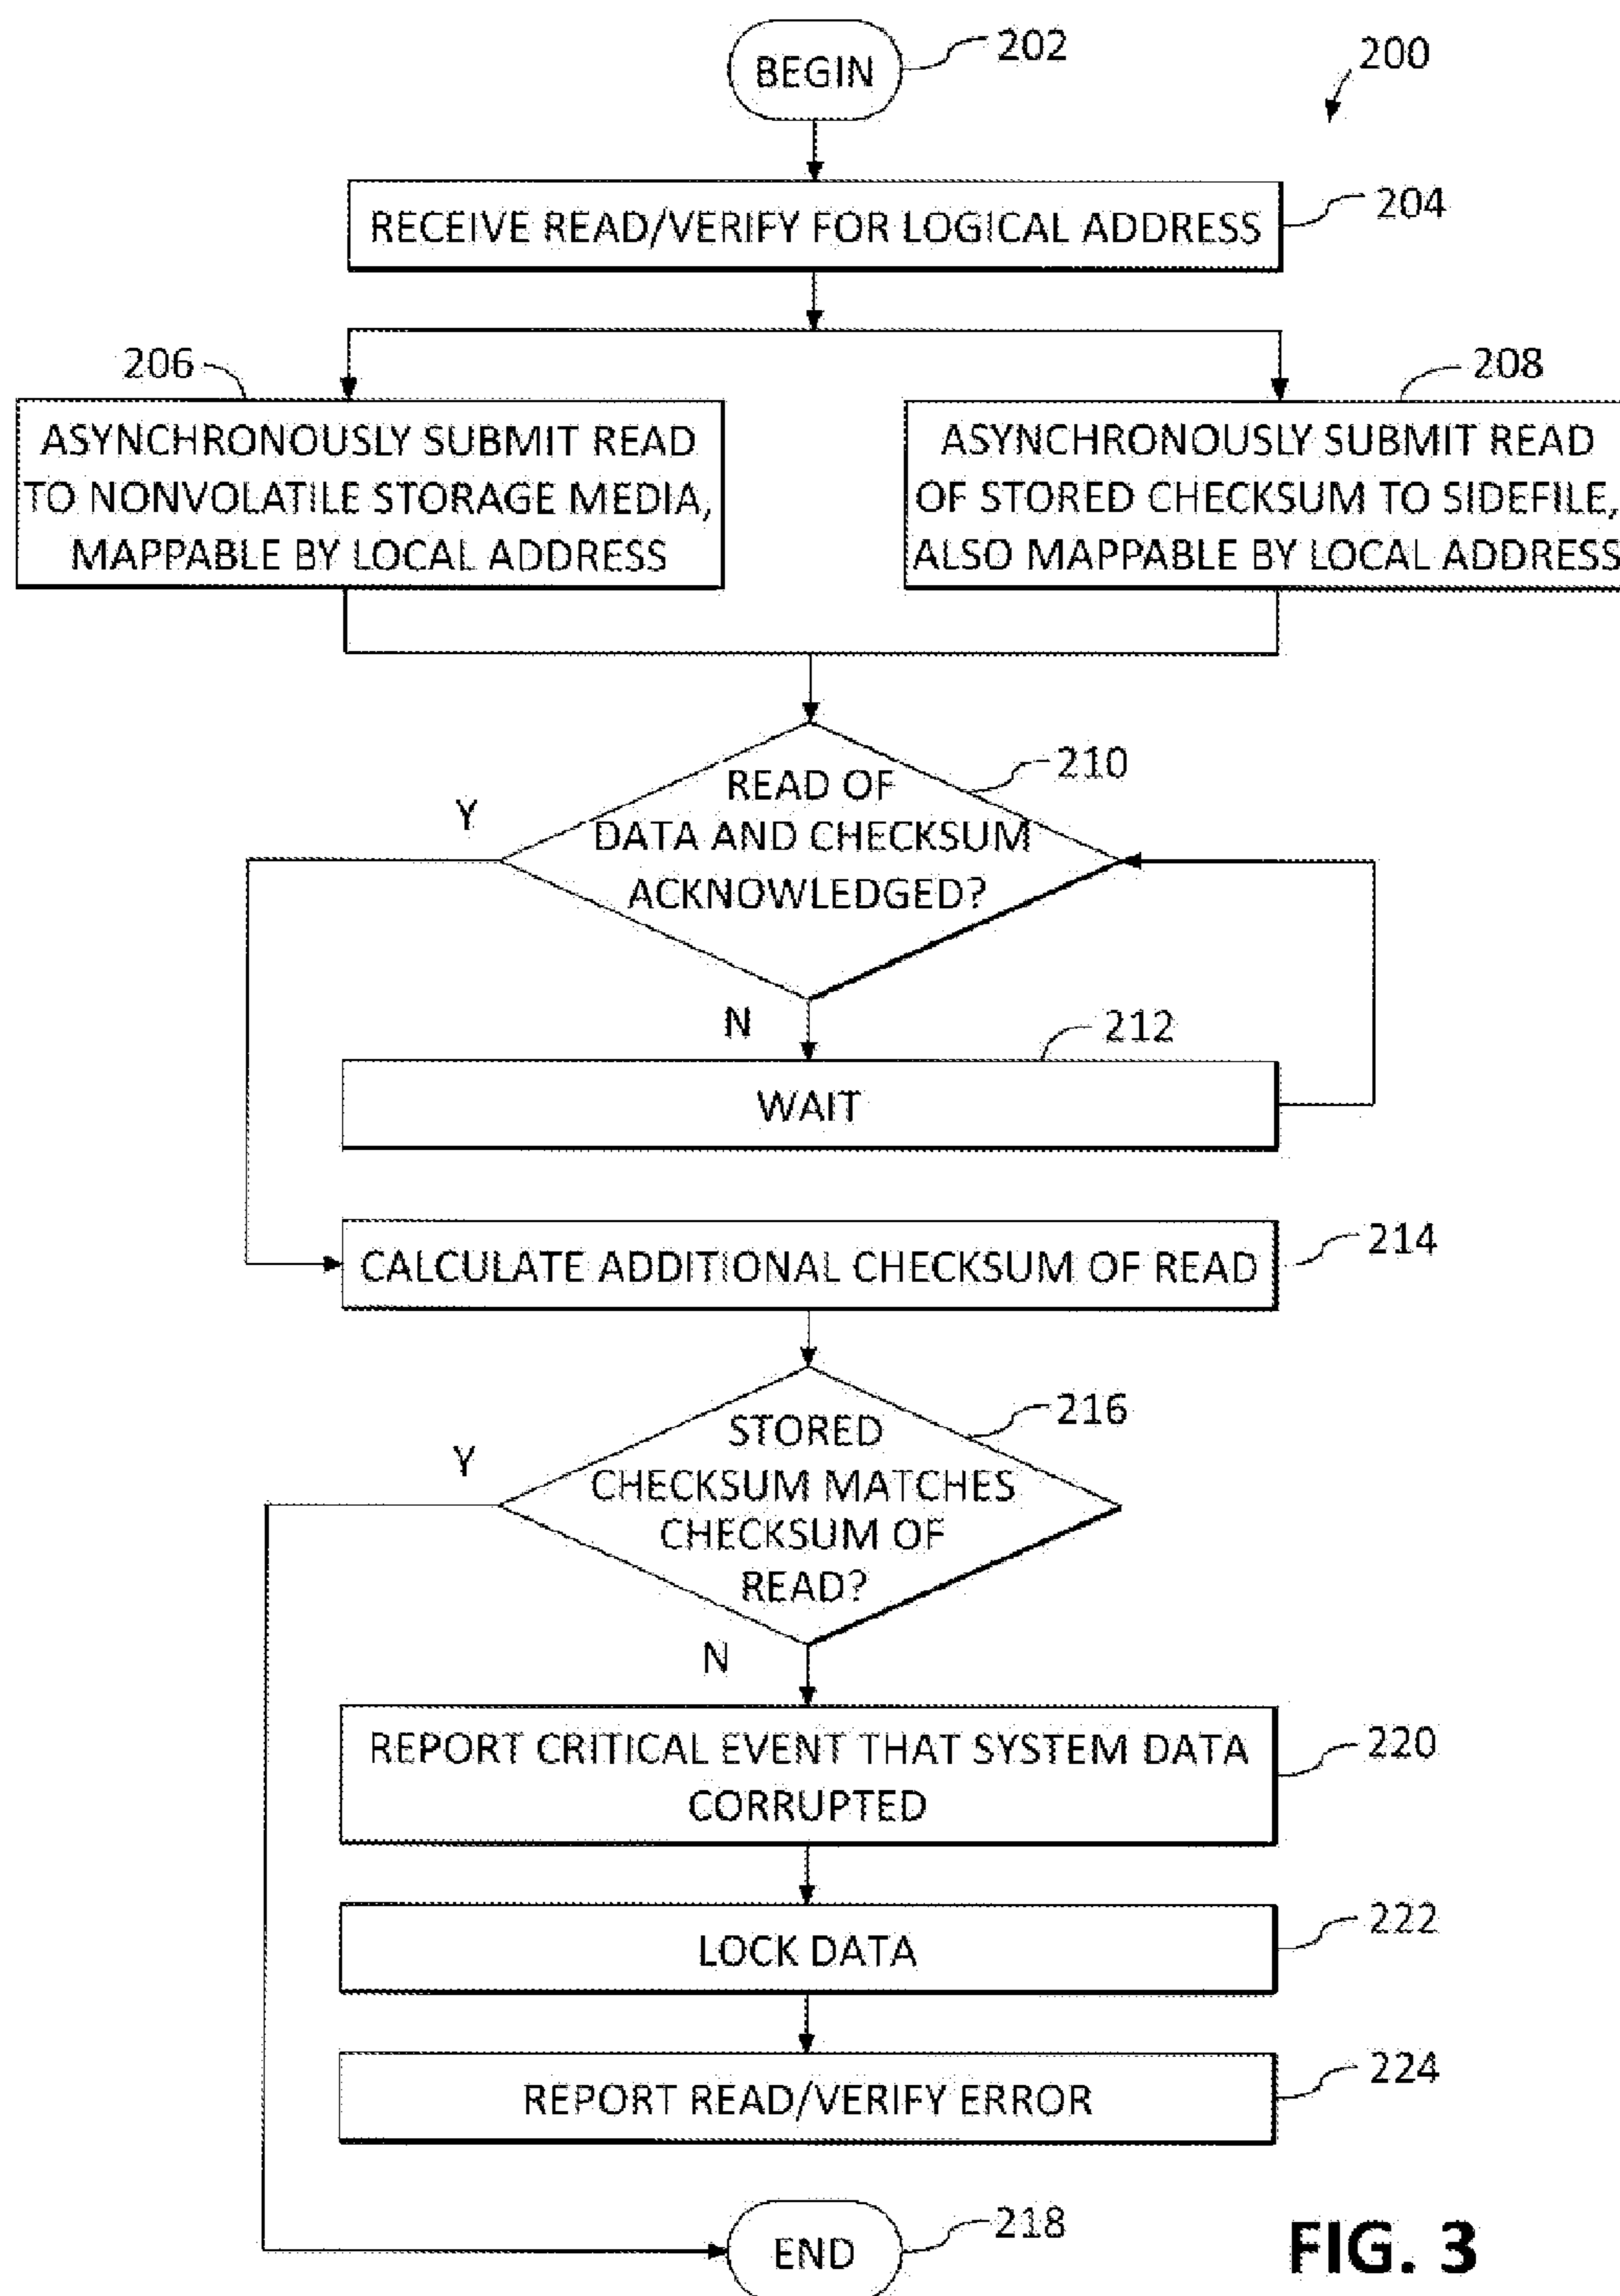 BEGIN
202
200
RECEIVE READ/VERIFY FOR LOGICAL ADDRESS
204
206
208
ASYNCHRONOUSLY SUBMIT READ
TO NONVOLATILE STORAGE MEDIA,
MAPPABLE BY LOCAL ADDRESS
ASYNCHRONOUSLY SUBMIT READ
OF STORED CHECKSUM TO SIDEFILE,
ALSO MAPPABLE BY LOCAL ADDRESS
210
READ OF
DATA AND CHECKSUM
ACKNOWLEDGED?
Y
N
212
WAIT
CALCULATE ADDITIONAL CHECKSUM OF READ
214
216
STORED
CHECKSUM MATCHES
CHECKSUM OF
READ?
Y
N
REPORT CRITICAL EVENT THAT SYSTEM DATA
CORRUPTED
220
LOCK DATA
222
REPORT READ/VERIFY ERROR
224
END
218
FIG. 3